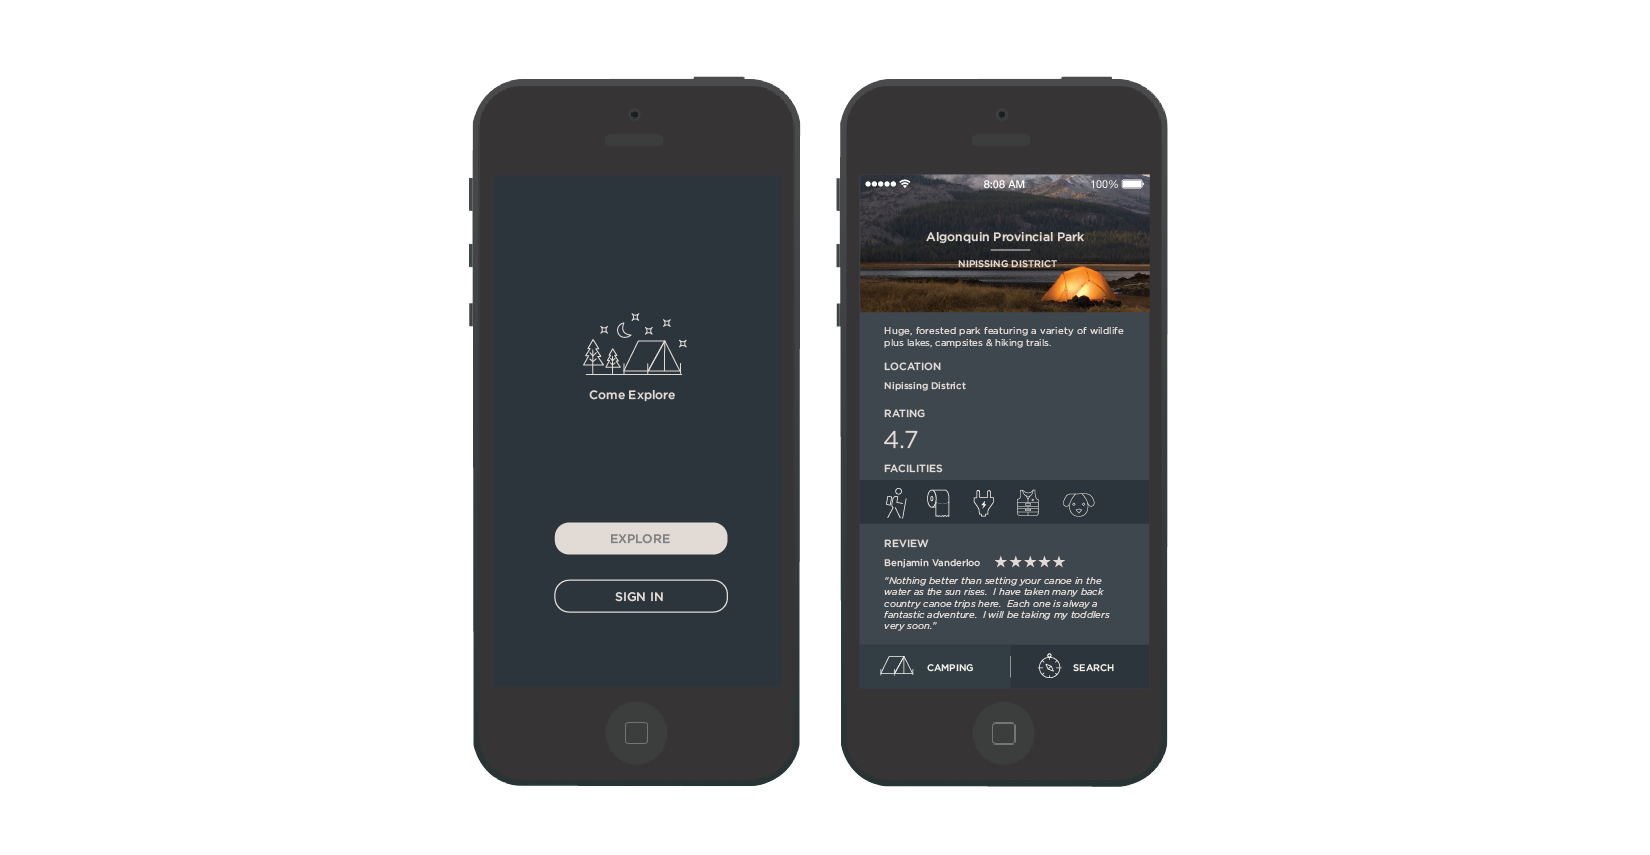 Come Explore
EXPLORE
SIGN IN
8:08 AM
100%
Algonquin Provincial Park
NIPISSING DISTRICT
Huge, forested park featuring a variety of wildlife
plus lakes, campsites & hiking trails.
LOCATION
Nipissing District
RATING
4.7
FACILITIES
REVIEW
Benjamin Vanderloo
"Nothing better than setting your canoe in the
water as the sun rises.  I have taken many back
country canoe trips here.  Each one is alway a
fantastic adventure.  I will be taking my toddlers
very soon."
CAMPING
SEARCH